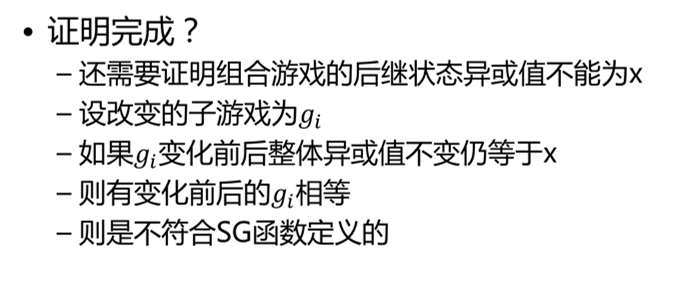 • 证明完成？
– 还需要证明组合游戏的后继状态异或值不能为x
– 设改变的子游戏为gᵢ
– 如果gᵢ变化前后整体异或值不变仍等于x
– 则有变化前后的gᵢ相等
– 则是不符合SG函数定义的